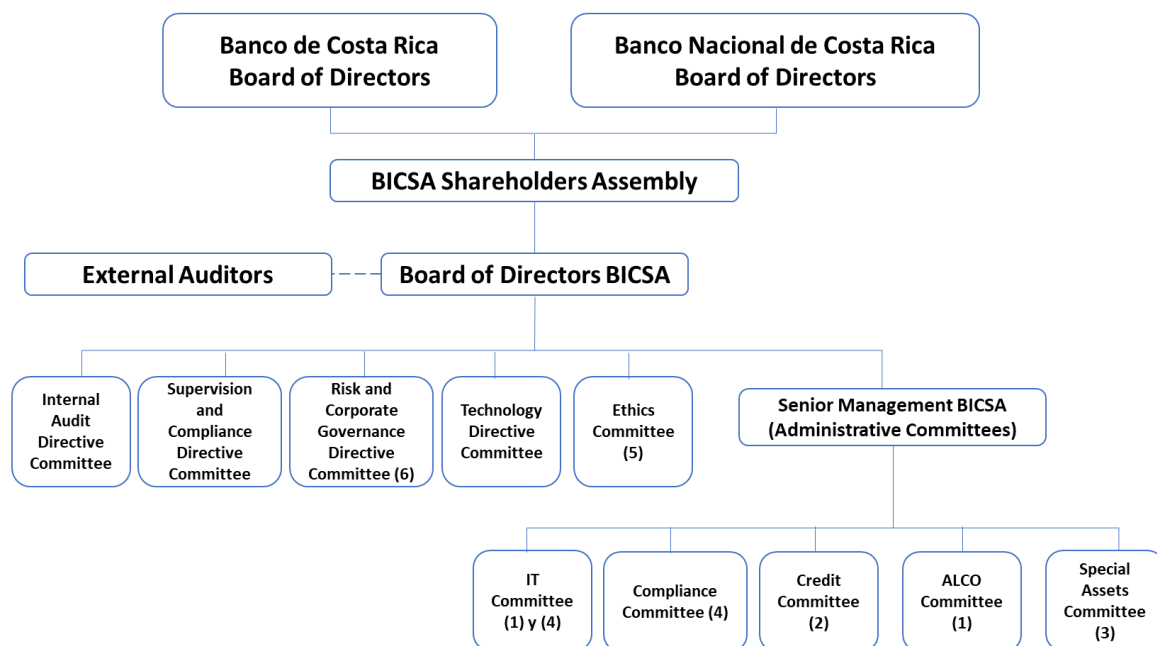 Banco de Costa Rica
Board of Directors
Banco Nacional de Costa Rica
Board of Directors
BICSA Shareholders Assembly
External Auditors
Board of Directors BICSA
Internal
Audit
Directive
Committee
Supervision
and
Compliance
Directive
Committee
Risk and
Corporate
Governance
Directive
Committee (6)
Technology
Directive
Committee
Ethics
Committee
(5)
Senior Management BICSA
(Administrative Committees)
IT
Committee
(1) y (4)
Compliance
Committee (4)
Credit
Committee
(2)
ALCO
Committee
(1)
Special
Assets
Committee
(3)